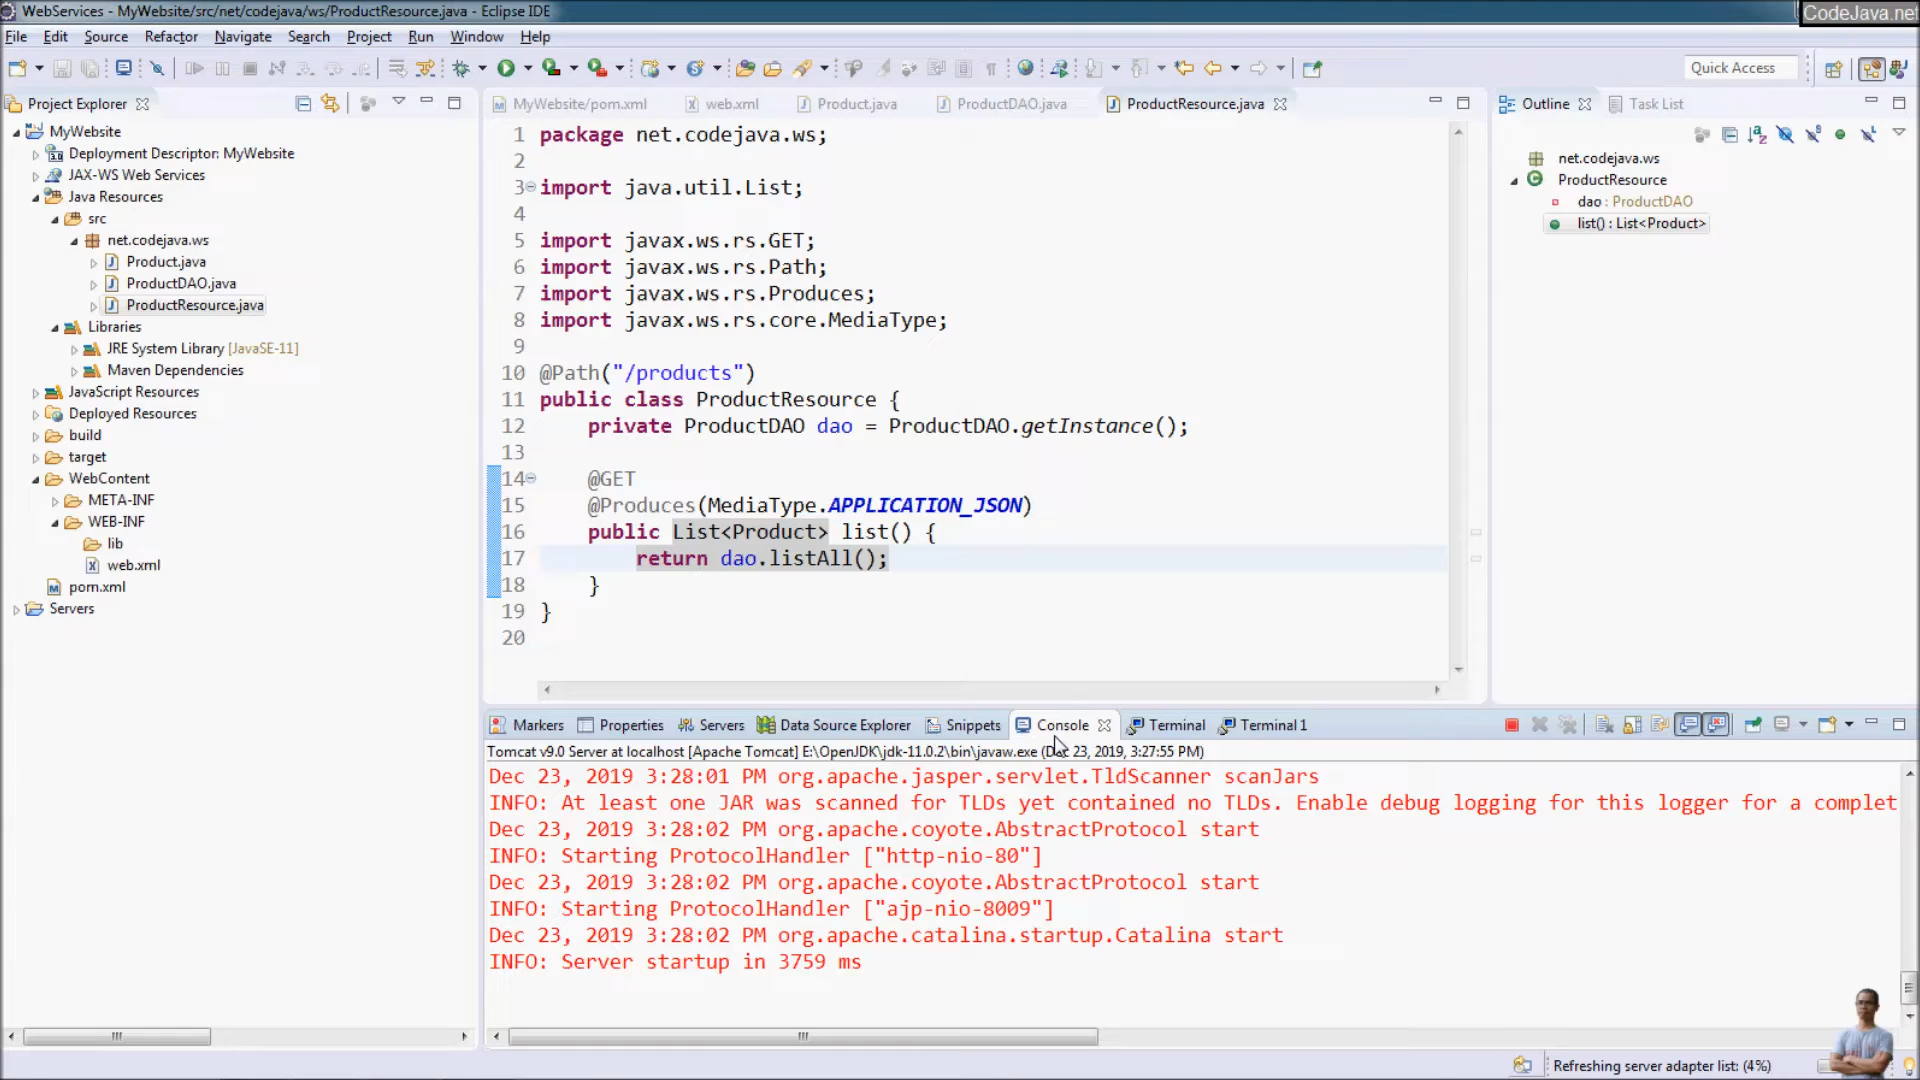 WebServices - MyWebsite/src/net/codejava/ws/ProductResource.java - Eclipse IDE
CodeJava.net
File Edit Source Refactor Navigate Search Project Run Window Help
Quick Access
Project Explorer
MyWebsite
Deployment Descriptor: MyWebsite
JAX-WS Web Services
Java Resources
src
net.codejava.ws
Product.java
ProductDAO.java
ProductResource.java
Libraries
JRE System Library [JavaSE-11]
Maven Dependencies
JavaScript Resources
Deployed Resources
build
target
WebContent
META-INF
WEB-INF
lib
web.xml
pom.xml
Servers
MyWebsite/pom.xml web.xml Product.java ProductDAO.java ProductResource.java
1 package net.codejava.ws;
2
3 import java.util.List;
4
5 import javax.ws.rs.GET;
6 import javax.ws.rs.Path;
7 import javax.ws.rs.Produces;
8 import javax.ws.rs.core.MediaType;
9
10 @Path("/products")
11 public class ProductResource {
12 private ProductDAO dao = ProductDAO.getInstance();
13
14 @GET
15 @Produces(MediaType.APPLICATION_JSON)
16 public List<Product> list() {
17 return dao.listAll();
18 }
19 }
20
Outline Task List
net.codejava.ws
ProductResource
dao : ProductDAO
list() : List<Product>
Markers Properties Servers Data Source Explorer Snippets Console Terminal Terminal 1
Tomcat v9.0 Server at localhost [Apache Tomcat] E:\OpenJDK\jdk-11.0.2\bin\javaw.exe (Dec 23, 2019, 3:27:55 PM)
Dec 23, 2019 3:28:01 PM org.apache.jasper.servlet.TldScanner scanJars
INFO: At least one JAR was scanned for TLDs yet contained no TLDs. Enable debug logging for this logger for a complet
Dec 23, 2019 3:28:02 PM org.apache.coyote.AbstractProtocol start
INFO: Starting ProtocolHandler ["http-nio-80"]
Dec 23, 2019 3:28:02 PM org.apache.coyote.AbstractProtocol start
INFO: Starting ProtocolHandler ["ajp-nio-8009"]
Dec 23, 2019 3:28:02 PM org.apache.catalina.startup.Catalina start
INFO: Server startup in 3759 ms
Refreshing server adapter list: (4%)